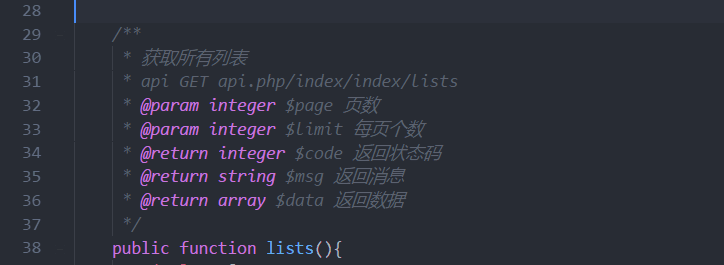 28
29 /**
30 * 获取所有列表
31 * api GET api.php/index/index/lists
32 * @param integer $page 页数
33 * @param integer $limit 每页个数
34 * @return integer $code 返回状态码
35 * @return string $msg 返回消息
36 * @return array $data 返回数据
37 */
38 public function lists(){